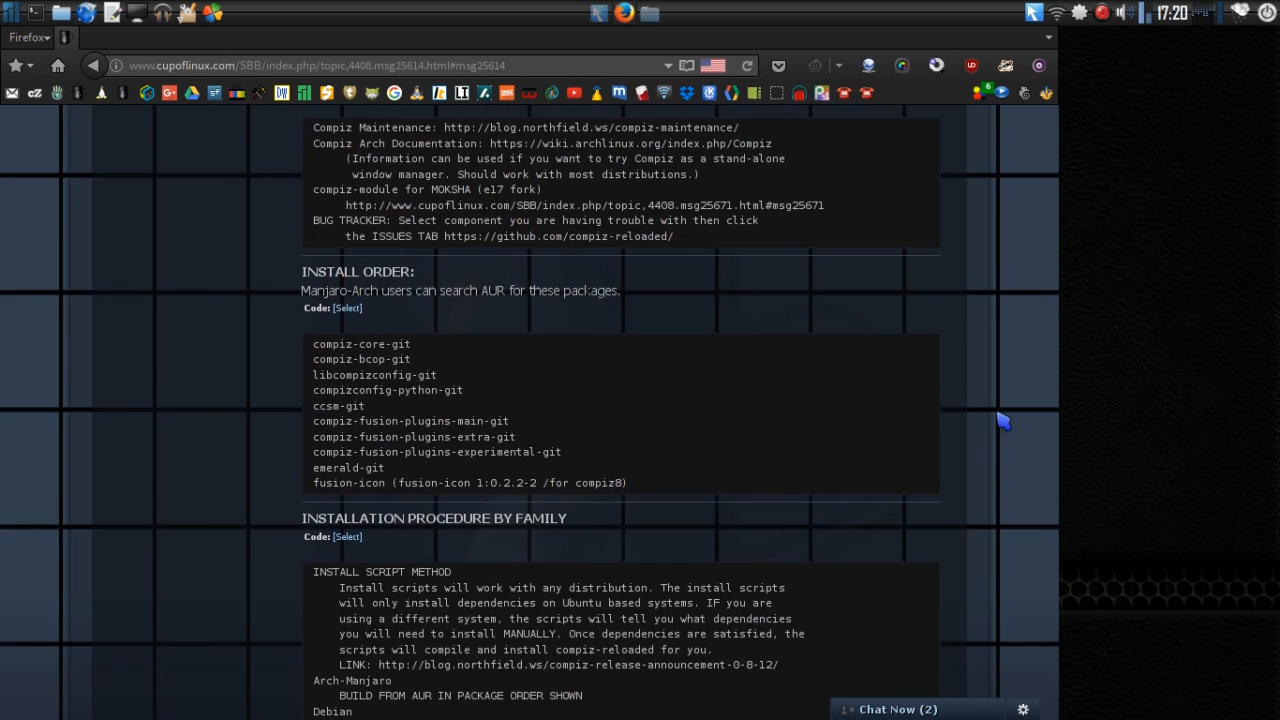 17:20
Firefox
www.cupoflinux.com/SBB/index.php/topic,4408.msg25614.html#msg25614
6
Compiz Maintenance: http://blog.northfield.ws/compiz-maintenance/
Compiz Arch Documentation: https://wiki.archlinux.org/index.php/Compiz
(Information can be used if you want to try Compiz as a stand-alone
window manager. Should work with most distributions.)
compiz-module for MOKSHA (e17 fork)
http://www.cupoflinux.com/SBB/index.php/topic,4408.msg25671.html#msg25671
BUG TRACKER: Select component you are having trouble with then click
the ISSUES TAB https://github.com/compiz-reloaded/
INSTALL ORDER:
Manjaro-Arch users can search AUR for these packages.
Code: [Select]
compiz-core-git
compiz-bcop-git
libcompizconfig-git
compizconfig-python-git
ccsm-git
compiz-fusion-plugins-main-git
compiz-fusion-plugins-extra-git
compiz-fusion-plugins-experimental-git
emerald-git
fusion-icon (fusion-icon 1:0.2.2-2 /for compiz8)
INSTALLATION PROCEDURE BY FAMILY
Code: [Select]
INSTALL SCRIPT METHOD
Install scripts will work with any distribution. The install scripts
will only install dependencies on Ubuntu based systems. IF you are
using a different system, the scripts will tell you what dependencies
you will need to install MANUALLY. Once dependencies are satisfied, the
scripts will compile and install compiz-reloaded for you.
LINK: http://blog.northfield.ws/compiz-release-announcement-0-8-12/
Arch-Manjaro
BUILD FROM AUR IN PACKAGE ORDER SHOWN
Debian
Chat Now (2)